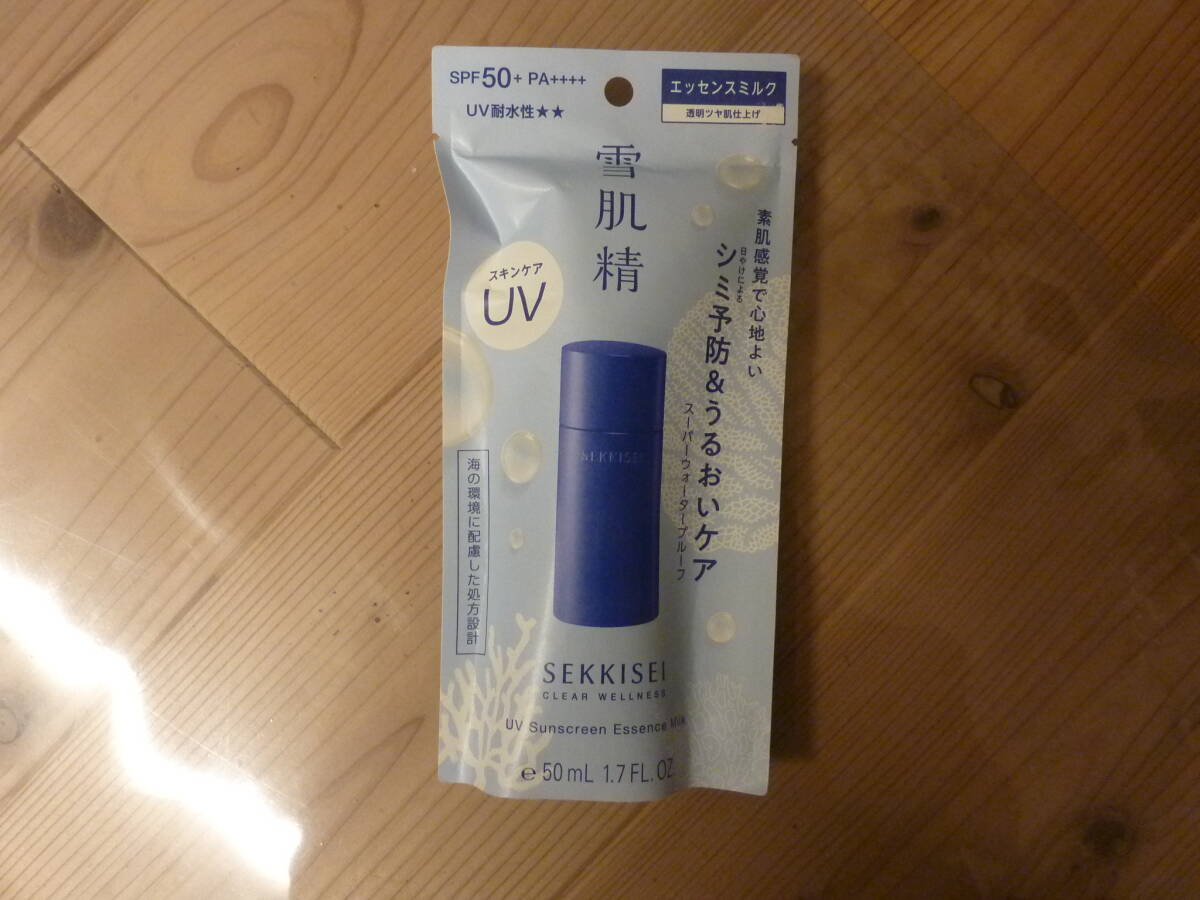 SPF50+ PA++++
UV耐水性★★
エッセンスミルク
透明ツヤ肌仕上げ
雪肌精
スキンケア
UV
素肌感覚で心地よい
日やけによる
シミ予防&うるおいケア
スーパーウォータープルーフ
海の環境に配慮した処方設計
SEKKISEI
SEKKISEI
CLEAR WELLNESS
UV Sunscreen Essence Milk
e 50mL 1.7 FL. OZ.